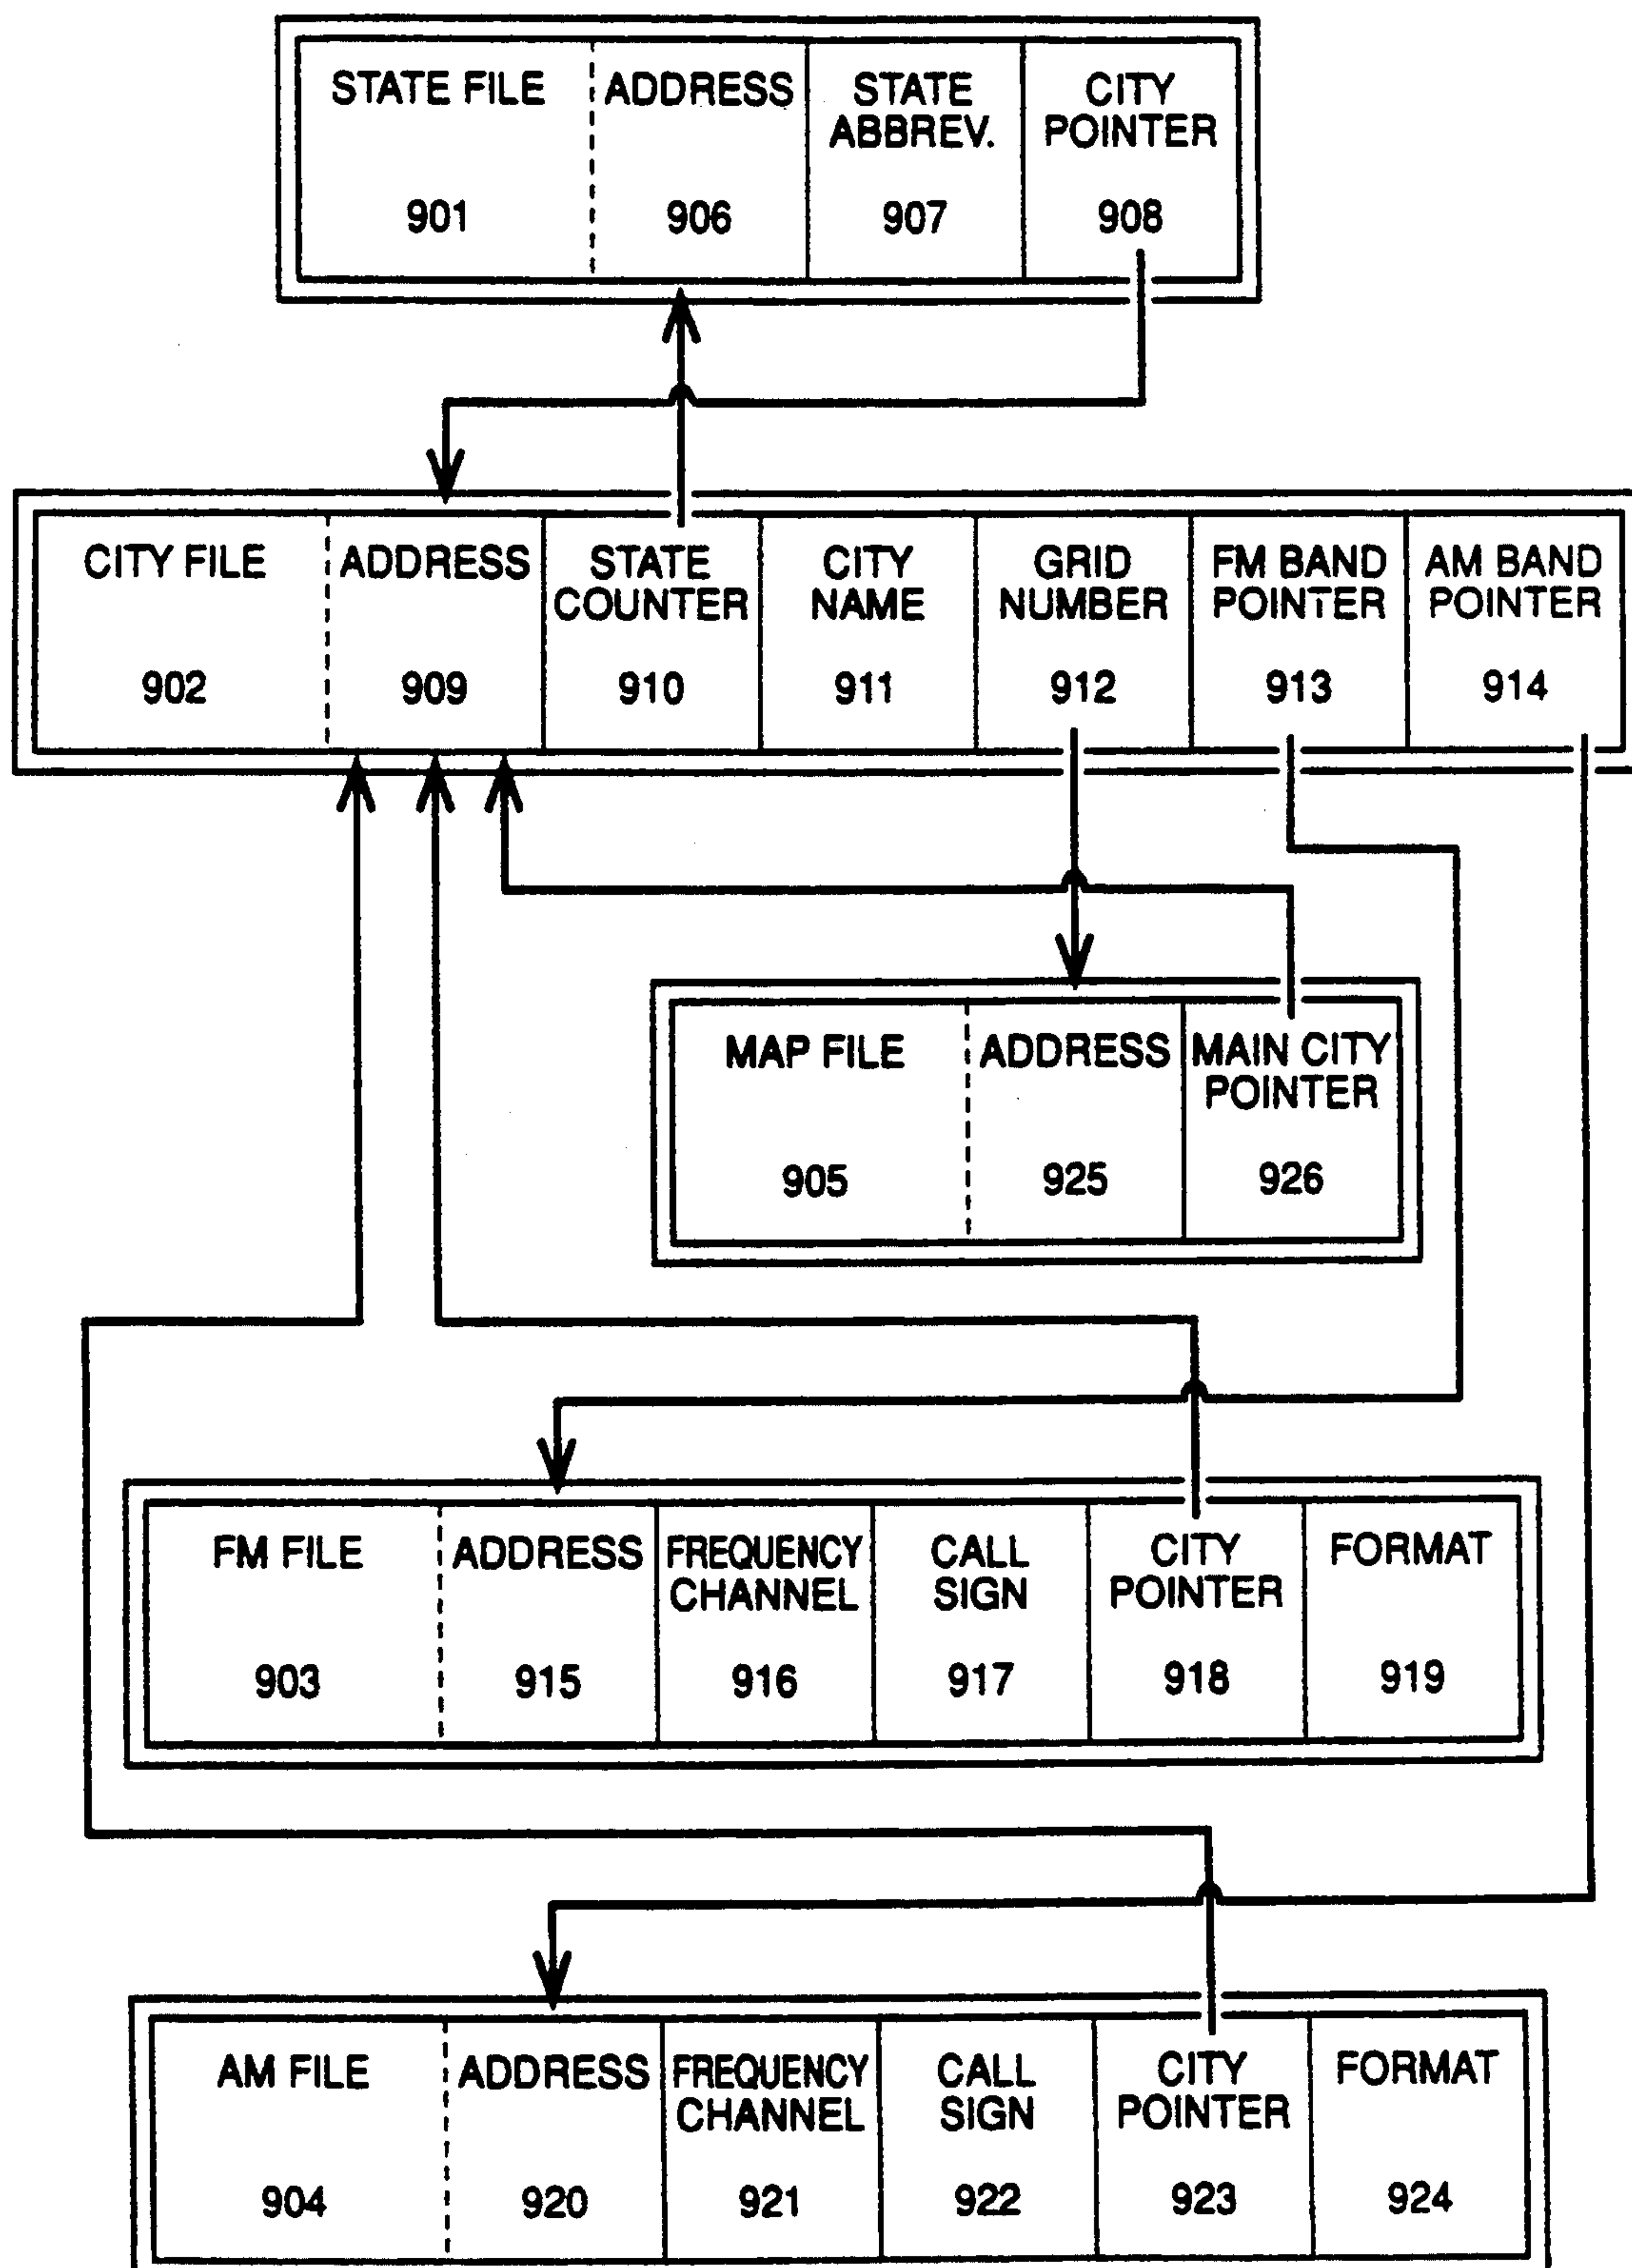 STATE FILE ADDRESS STATE CITY
ABBREV. POINTER
901 906 907 908
CITY FILE ADDRESS STATE CITY GRID FM BAND AM BAND
COUNTER NAME NUMBER POINTER POINTER
902 909 910 911 912 913 914
MAP FILE ADDRESS MAIN CITY
POINTER
905 925 926
FM FILE ADDRESS FREQUENCY CALL CITY FORMAT
CHANNEL SIGN POINTER
903 915 916 917 918 919
AM FILE ADDRESS FREQUENCY CALL CITY FORMAT
CHANNEL SIGN POINTER
904 920 921 922 923 924